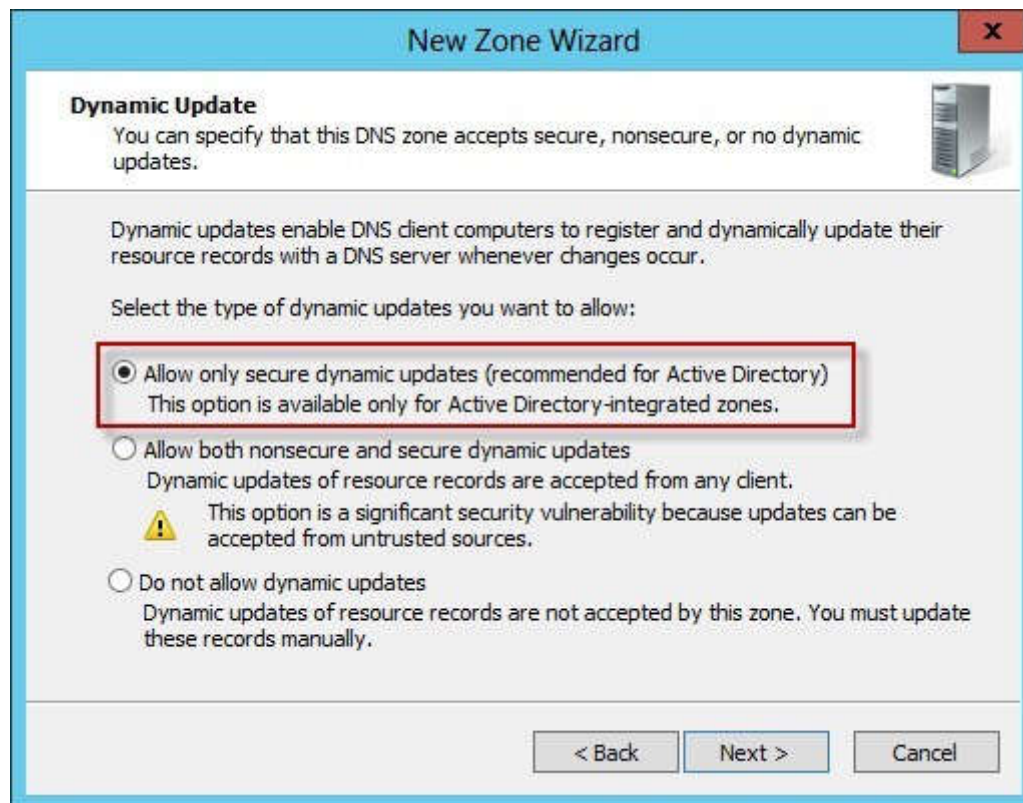 New Zone Wizard
x
Dynamic Update
You can specify that this DNS zone accepts secure, nonsecure, or no dynamic
updates.
Dynamic updates enable DNS client computers to register and dynamically update their
resource records with a DNS server whenever changes occur.
Select the type of dynamic updates you want to allow:
Allow only secure dynamic updates (recommended for Active Directory)
This option is available only for Active Directory-integrated zones.
Allow both nonsecure and secure dynamic updates
Dynamic updates of resource records are accepted from any client.
This option is a significant security vulnerability because updates can be
accepted from untrusted sources.
Do not allow dynamic updates
Dynamic updates of resource records are not accepted by this zone. You must update
these records manually.
< Back
Next >
Cancel